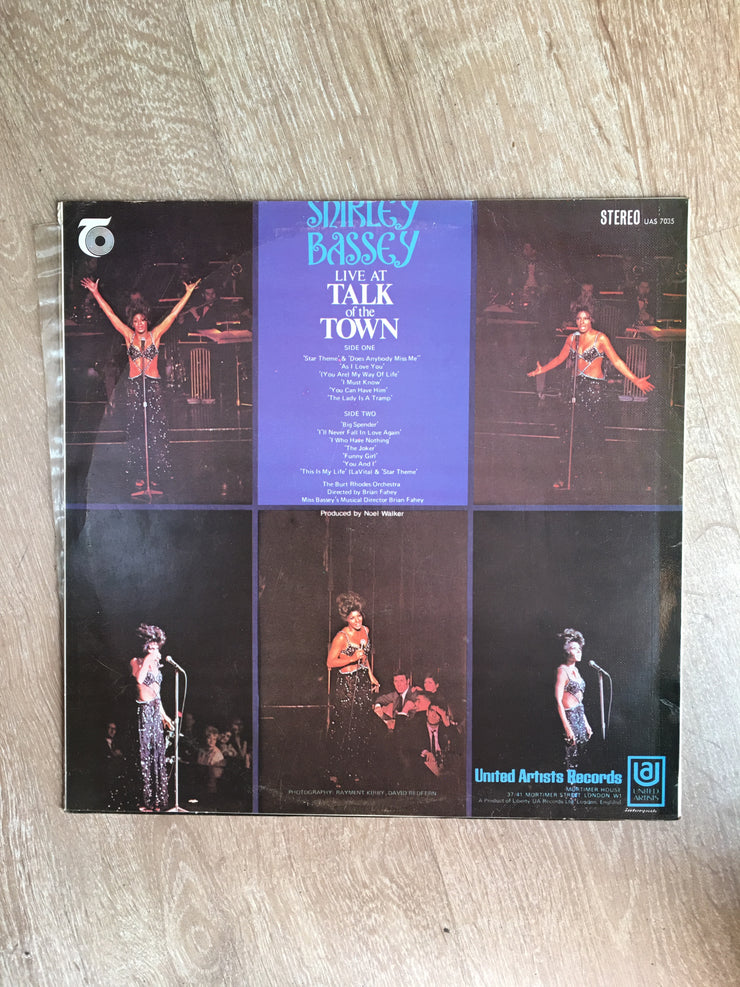 SHIRLEY
BASSEY
LIVE AT
TALK
of the
TOWN
SIDE ONE
'Star Theme', & 'Does Anybody Miss Me'
'As I Love You'
'(You Are) My Way Of Life'
'I Must Know'
'You Can Have Him'
'The Lady Is A Tramp'
SIDE TWO
'Big Spender'
'I'll Never Fall In Love Again'
'I Who Have Nothing'
'The Joker'
'Funny Girl'
'You And I'
'This Is My Life' (La Vita) & 'Star Theme'
The Burt Rhodes Orchestra
Directed by Brian Fahey
Miss Bassey's Musical Director Brian Fahey
Produced by Noel Walker
STEREO UAS 7035
PHOTOGRAPHY: RAYMENT KIRBY, DAVID REDFERN
United Artists Records
MORTIMER HOUSE
37/41 MORTIMER STREET LONDON W1
A Product of Liberty UA Records Ltd. London, England
UA
UNITED
ARTISTS